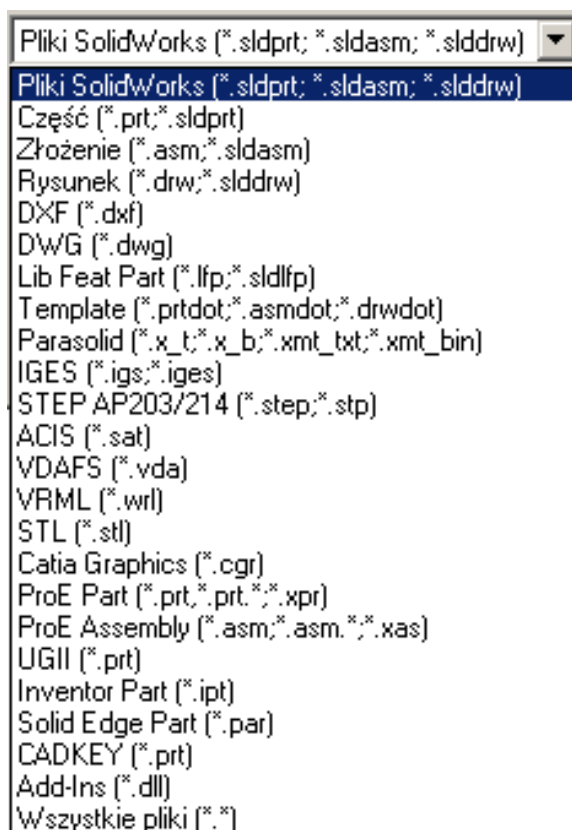 Pliki SolidWorks (*.sldprt; *.sldasm; *.slddrw)
Pliki SolidWorks (*.sldprt; *.sldasm; *.slddrw)
Część (*.prt;*.sldprt)
Złożenie (*.asm;*.sldasm)
Rysunek (*.drw;*.slddrw)
DXF (*.dxf)
DWG (*.dwg)
Lib Feat Part (*.lfp;*.sldlfp)
Template (*.prtdot;*.asmdot;*.drwdot)
Parasolid (*.x_t;*.x_b;*.xmt_txt;*.xmt_bin)
IGES (*.igs;*.iges)
STEP AP203/214 (*.step;*.stp)
ACIS (*.sat)
VDAFS (*.vda)
VRML (*.wrl)
STL (*.stl)
Catia Graphics (*.cgr)
ProE Part (*.prt,*.prt.*;*.xpr)
ProE Assembly (*.asm;*.asm.*;*.xas)
UGII (*.prt)
Inventor Part (*.ipt)
Solid Edge Part (*.par)
CADKEY (*.prt)
Add-Ins (*.dll)
Wszystkie pliki (*.*)